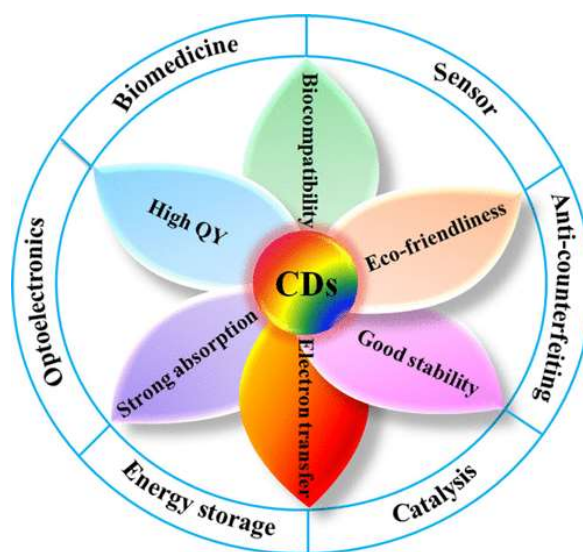 Biomedicine
Sensor
Biocompatibility
High QY
Eco-friendliness
Optoelectronics
Anti-counterfeiting
CDs
Strong absorption
Good stability
Electron transfer
Energy storage
Catalysis